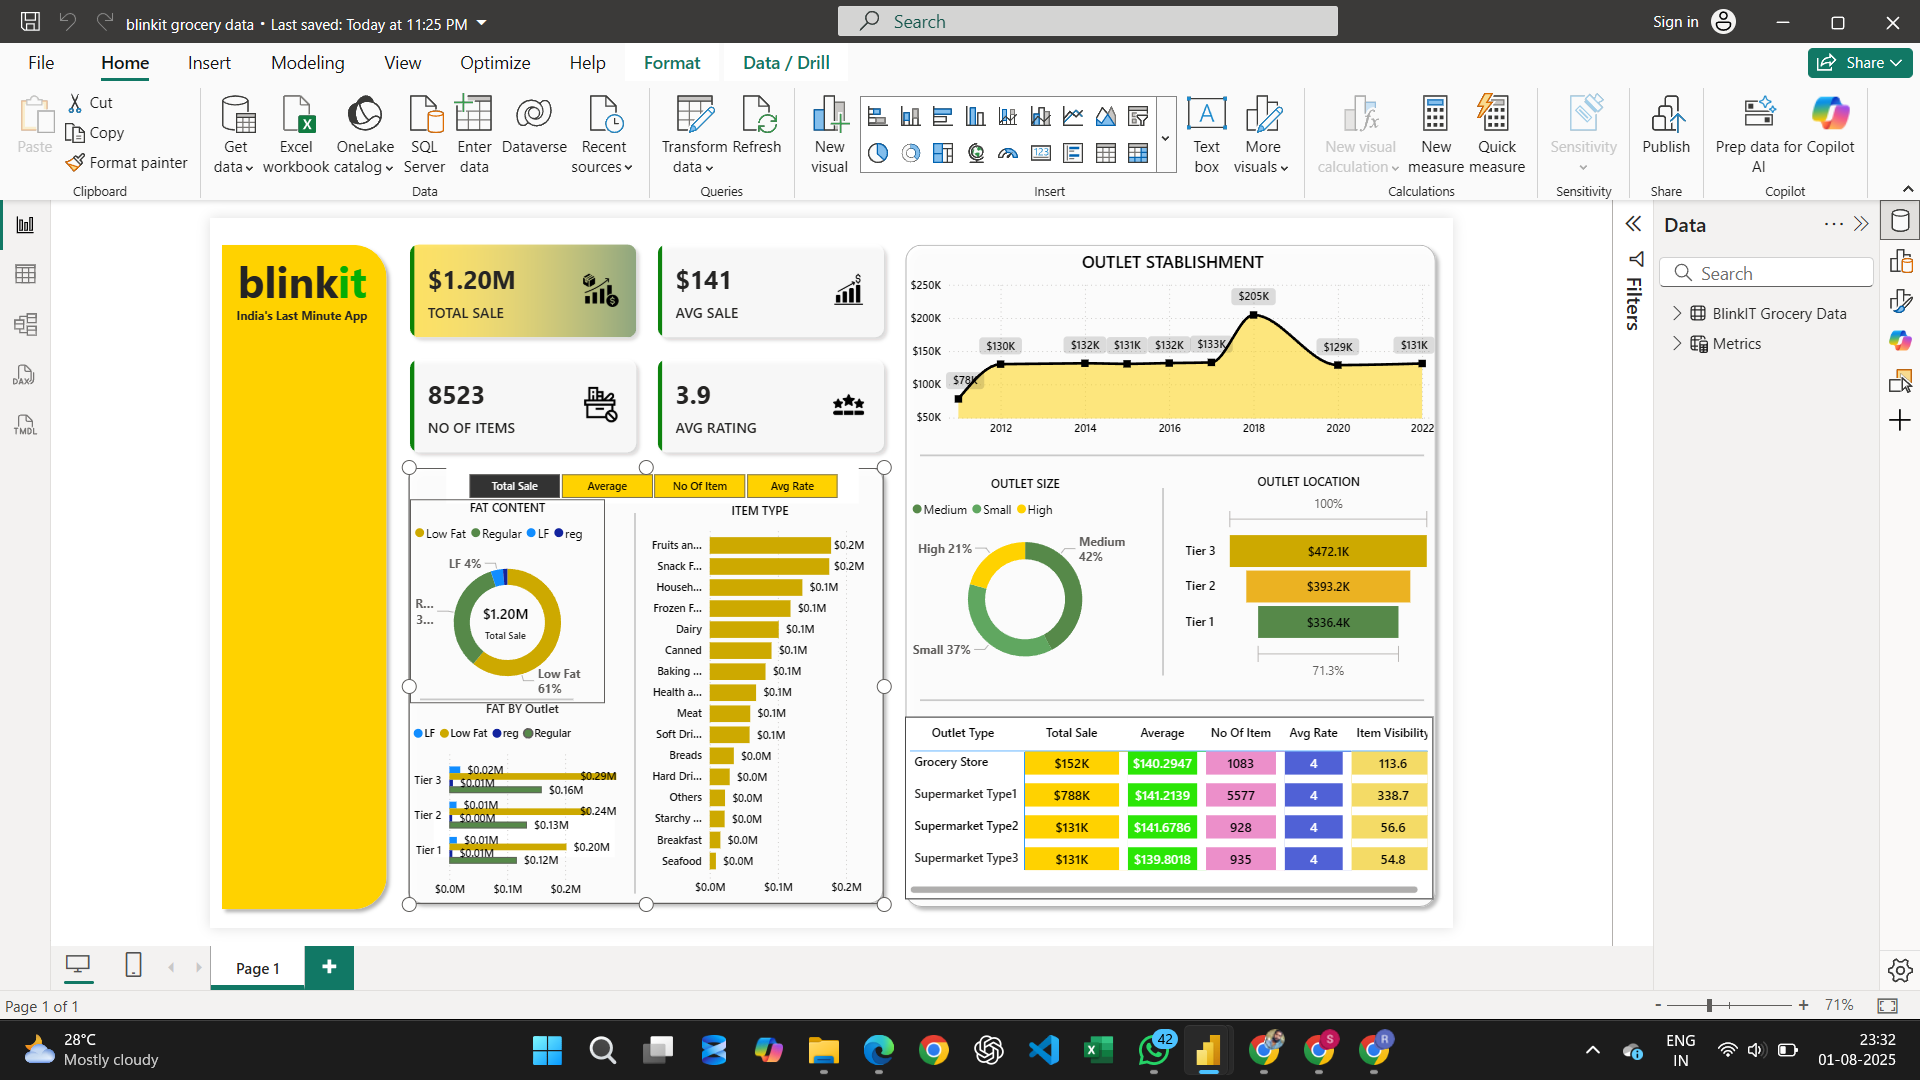 blinkit grocery data • Last saved: Today at 11:25 PM
Search
Sign in
File Home Insert Modeling View Optimize Help Format Data / Drill
Share
Paste
Cut
Copy
Format painter
Clipboard
Get data
Excel workbook
OneLake catalog
SQL Server
Enter data
Dataverse
Recent sources
Data
Transform data
Refresh
Queries
New visual
Text box
More visuals
Insert
New visual calculation
New measure
Quick measure
Calculations
Sensitivity
Sensitivity
Publish
Share
Prep data for AI
Copilot
Copilot
DAX
TMDL
blinkit
India's Last Minute App
$1.20M
TOTAL SALE
$141
AVG SALE
8523
NO OF ITEMS
3.9
AVG RATING
Total Sale Average No Of Item Avg Rate
FAT CONTENT
Low Fat Regular LF reg
LF 4%
R...
3...
$1.20M
Total Sale
Low Fat
61%
FAT BY Outlet
LF Low Fat reg Regular
Tier 3
$0.02M
$0.29M
$0.01M
$0.16M
Tier 2
$0.01M
$0.24M
$0.00M
$0.13M
Tier 1
$0.01M
$0.20M
$0.01M
$0.12M
$0.0M $0.1M $0.2M
ITEM TYPE
Fruits an... $0.2M
Snack F... $0.2M
Househ... $0.1M
Frozen F... $0.1M
Dairy $0.1M
Canned $0.1M
Baking ... $0.1M
Health a... $0.1M
Meat $0.1M
Soft Dri... $0.1M
Breads $0.0M
Hard Dri... $0.0M
Others $0.0M
Starchy ... $0.0M
Breakfast $0.0M
Seafood $0.0M
$0.0M $0.1M $0.2M
OUTLET STABLISHMENT
$250K
$200K
$150K
$100K
$50K
$78K $130K $132K $131K $132K $133K $205K $129K $131K
2012 2014 2016 2018 2020 2022
OUTLET SIZE
Medium Small High
High 21%
Medium
42%
Small 37%
OUTLET LOCATION
100%
Tier 3 $472.1K
Tier 2 $393.2K
Tier 1 $336.4K
71.3%
Outlet Type Total Sale Average No Of Item Avg Rate Item Visibility
Grocery Store $152K $140.2947 1083 4 113.6
Supermarket Type1 $788K $141.2139 5577 4 338.7
Supermarket Type2 $131K $141.6786 928 4 56.6
Supermarket Type3 $131K $139.8018 935 4 54.8
Filters
Data
Search
BlinkIT Grocery Data
Metrics
Page 1
Page 1 of 1
71%
28°C
Mostly cloudy
42
S
R
ENG
IN
23:32
01-08-2025